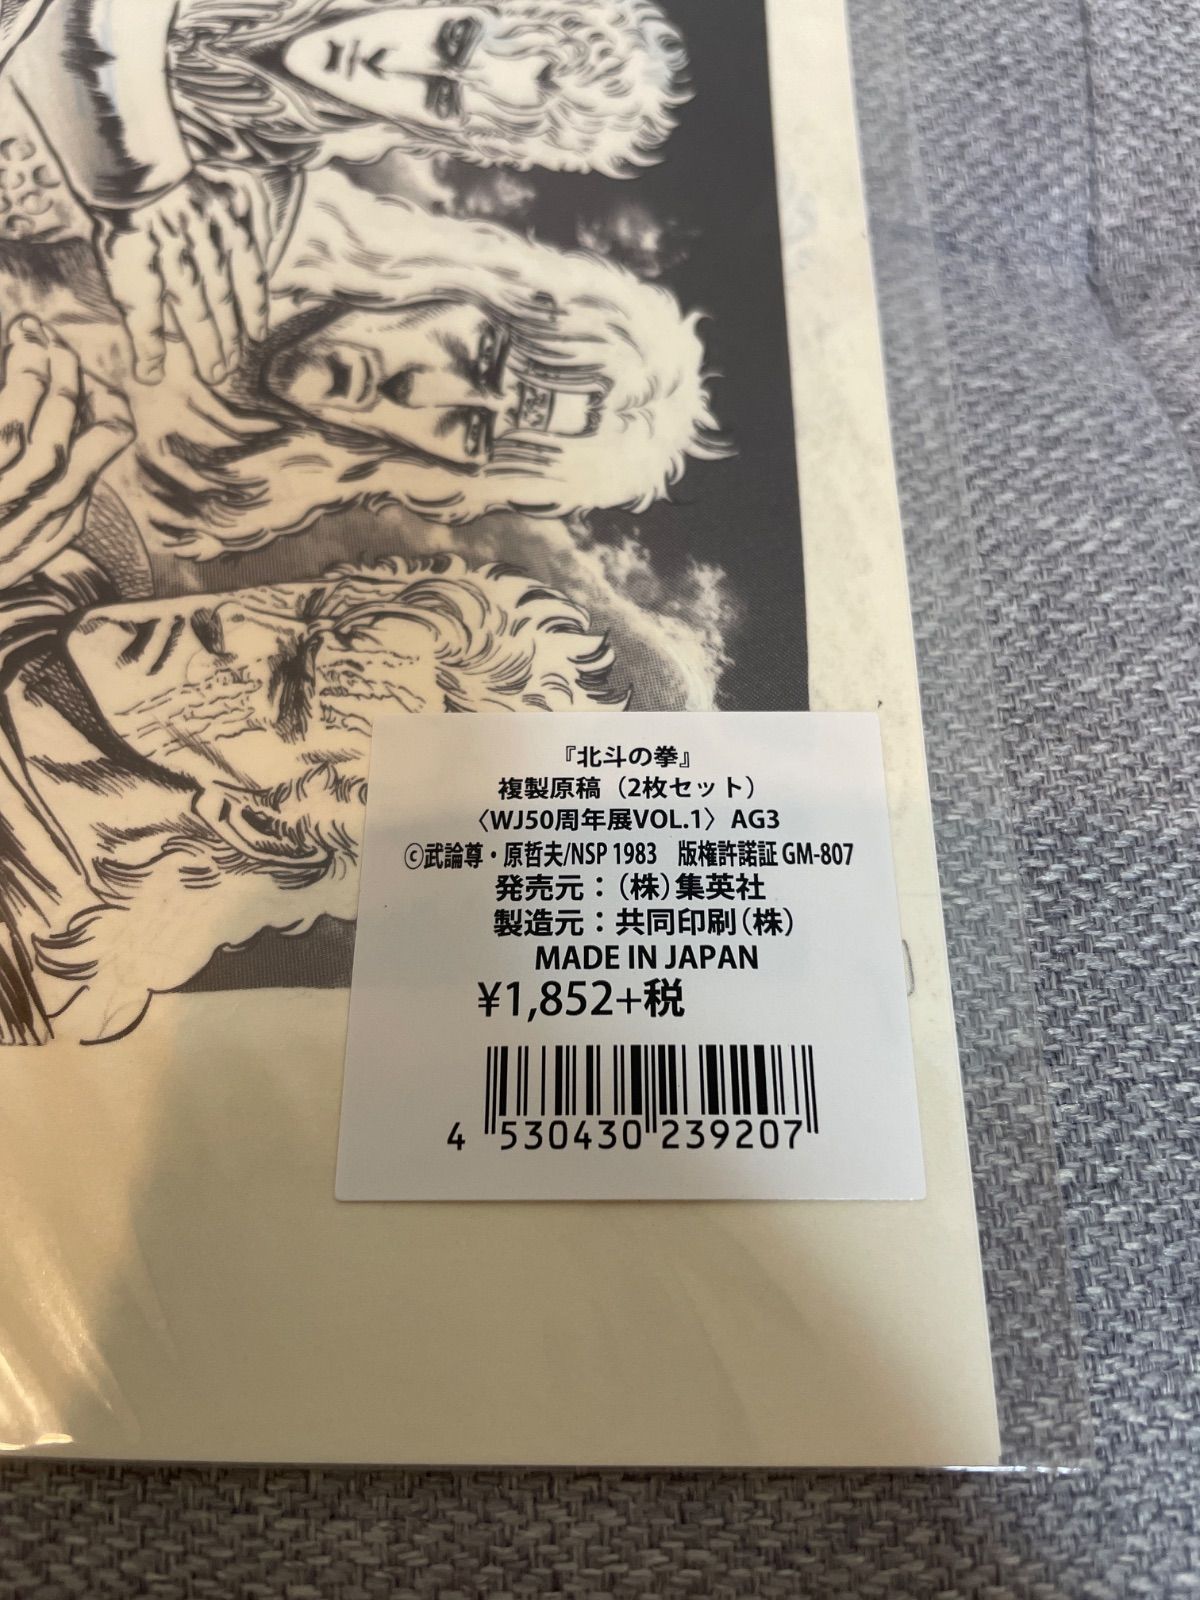 『北斗の拳』
複製原稿（2枚セット）
〈WJ50周年展VOL.1〉AG3
Ⓒ武論尊・原哲夫/NSP 1983　版権許諾証 GM-807
発売元：（株）集英社
製造元：共同印刷（株）
MADE IN JAPAN
¥1,852+税
4 530430 239207